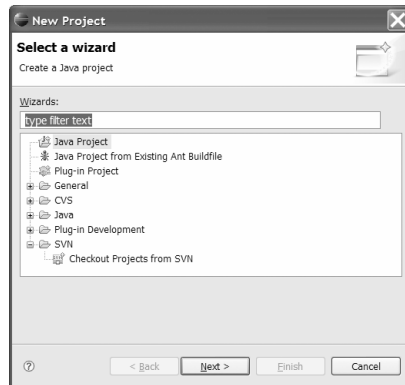 New Project
Select a wizard
Create a Java project
Wizards:
type filter text
Java Project
Java Project from Existing Ant Buildfile
Plug-in Project
General
CVS
Java
Plug-in Development
SVN
Checkout Projects from SVN
< Back Next > Finish Cancel